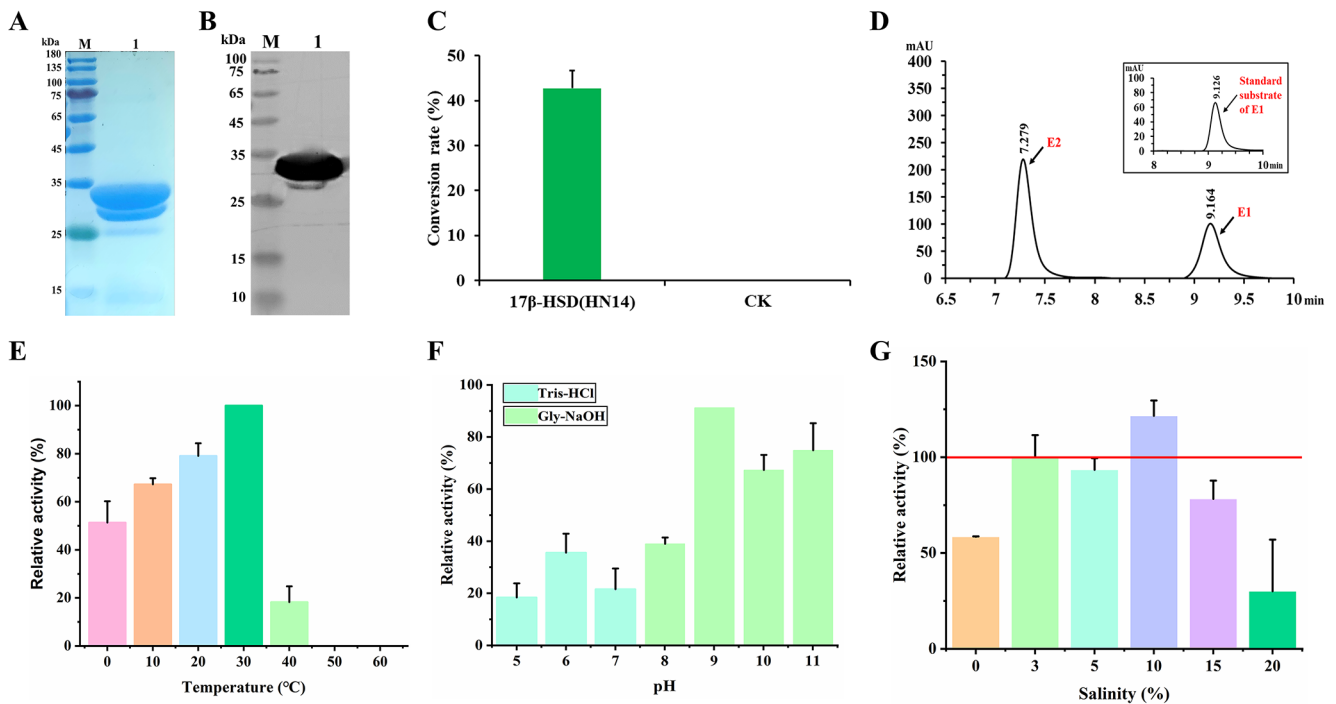 A
kDa M 1
180
135
100
75
65
45
35
25
15
B
kDa M 1
100
75
65
45
35
25
15
10
C
Conversion rate (%)
50
40
30
20
10
0
17β-HSD(HN14) CK
D
mAU
400
350
300
250
200
150
100
50
0
7.279
E2
9.164
E1
6.5 7 7.5 8 8.5 9 9.5 10 min
mAU
100
80
60
40
20
0
9.126
Standard
substrate
of E1
8 9 10 min
E
Relative activity (%)
100
80
60
40
20
0
0 10 20 30 40 50 60
Temperature (℃)
F
Relative activity (%)
100
80
60
40
20
0
Tris-HCl
Gly-NaOH
5 6 7 8 9 10 11
pH
G
Relative activity (%)
150
100
50
0
0 3 5 10 15 20
Salinity (%)